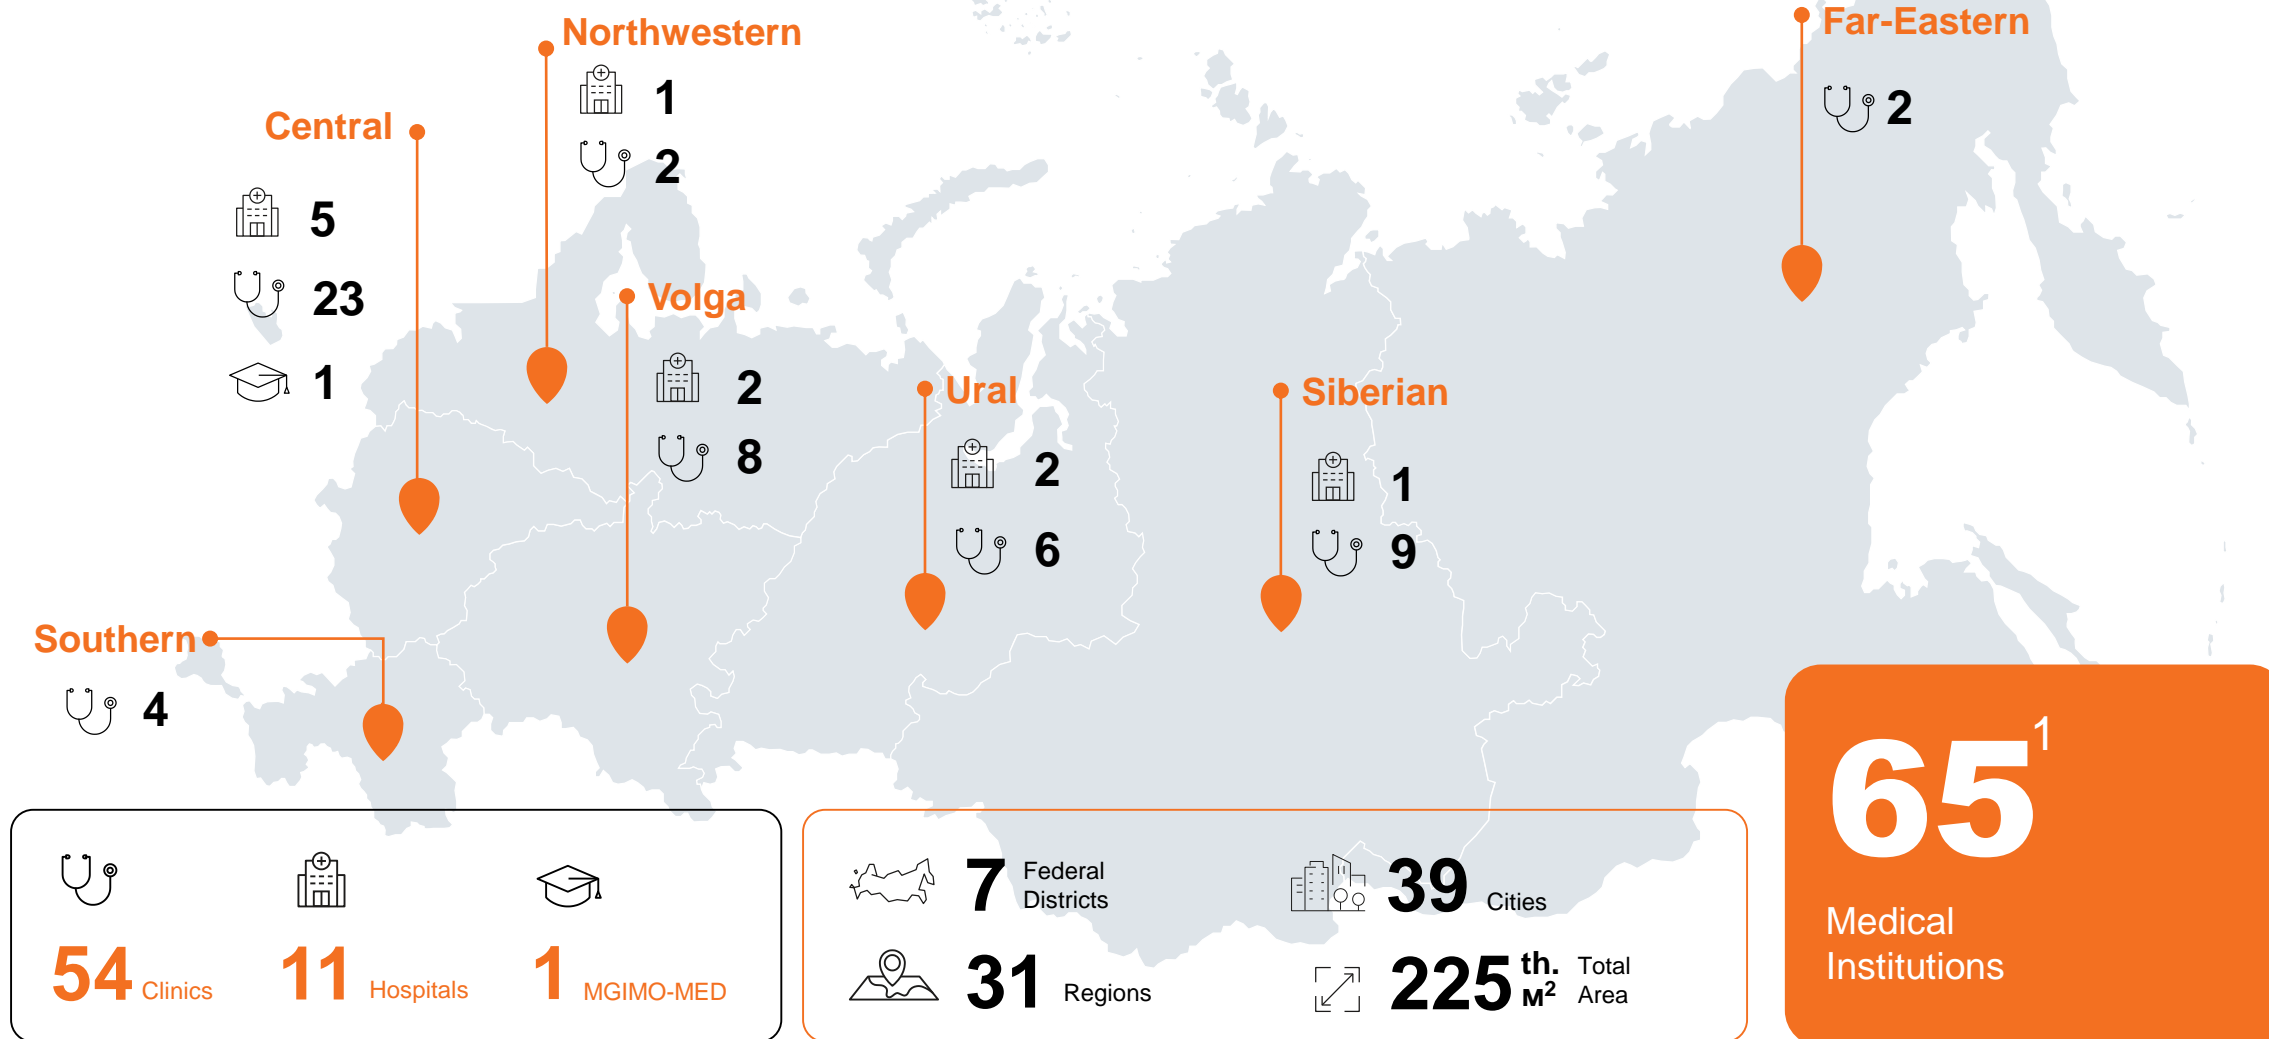 Northwestern
1
2
Far-Eastern
2
Central
5
23
1
Volga
2
8
Ural
2
6
Siberian
1
9
Southern
4
54 Clinics
11 Hospitals
1 MGIMO-MED
7 Federal
Districts
39 Cities
31 Regions
225 th.
м2
Total
Area
65 1
Medical
Institutions